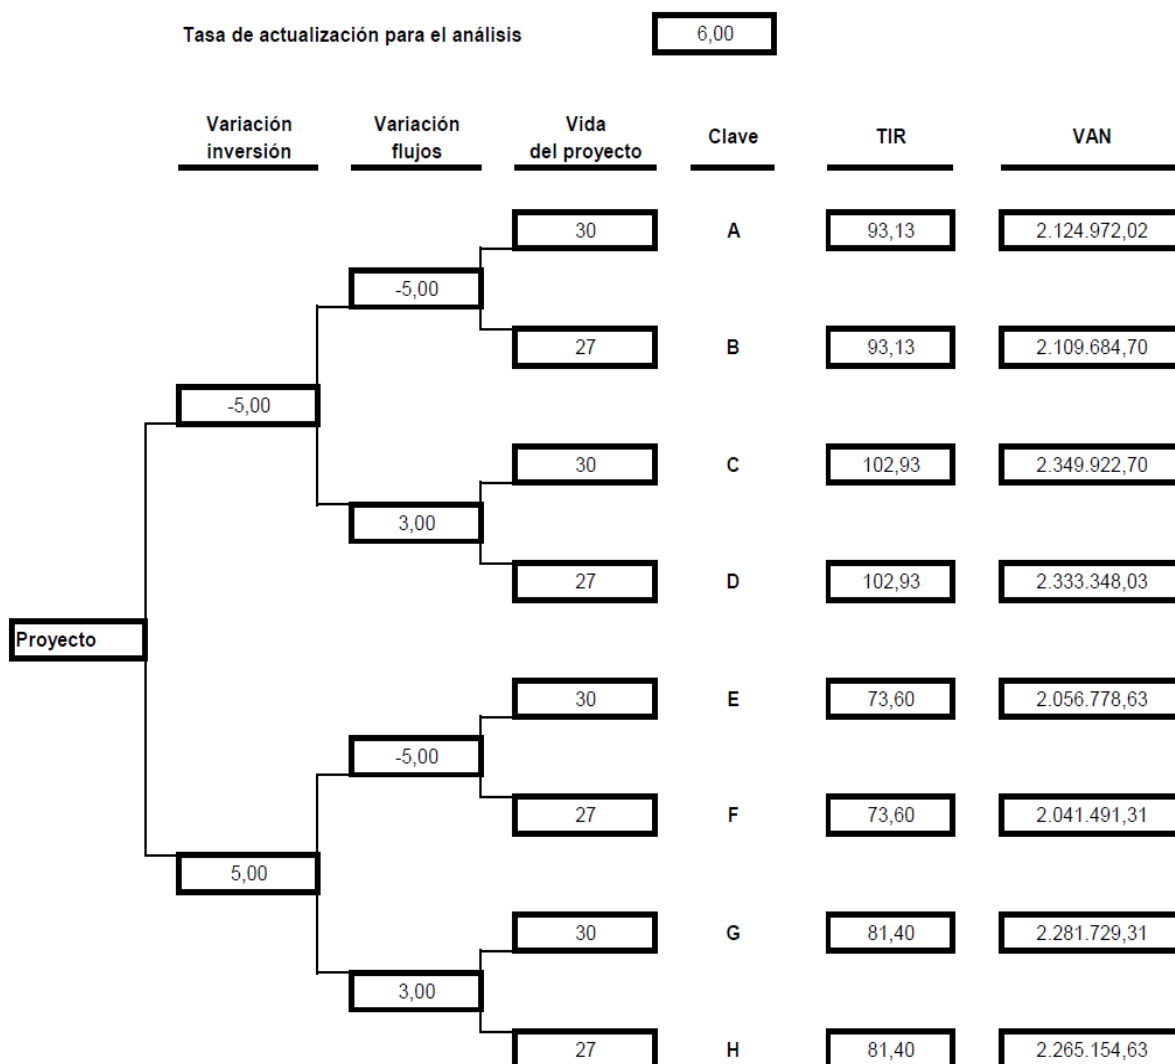 Tasa de actualización para el análisis 6,00
Variación inversión Variación flujos Vida del proyecto Clave TIR VAN
30 A 93,13 2.124.972,02
-5,00
27 B 93,13 2.109.684,70
-5,00
30 C 102,93 2.349.922,70
3,00
27 D 102,93 2.333.348,03
Proyecto
30 E 73,60 2.056.778,63
-5,00
27 F 73,60 2.041.491,31
5,00
30 G 81,40 2.281.729,31
3,00
27 H 81,40 2.265.154,63